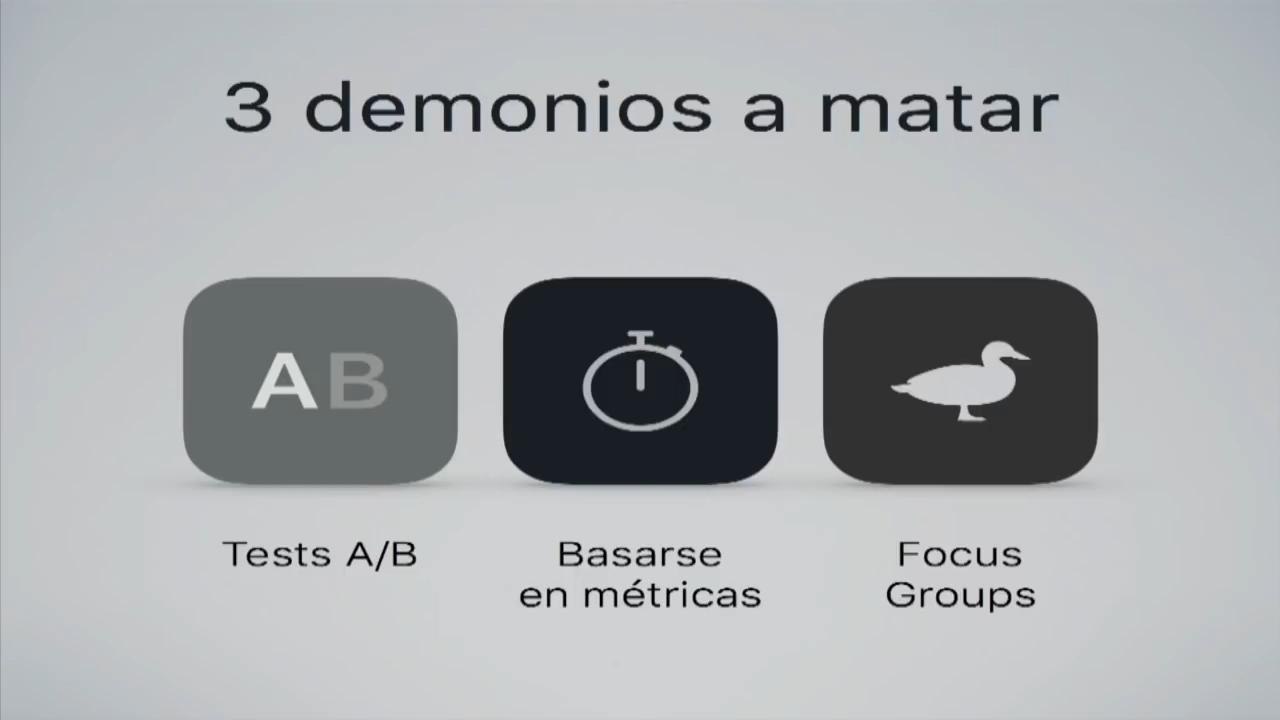 3 demonios a matar
AB
Tests A/B
Basarse
en métricas
Focus
Groups